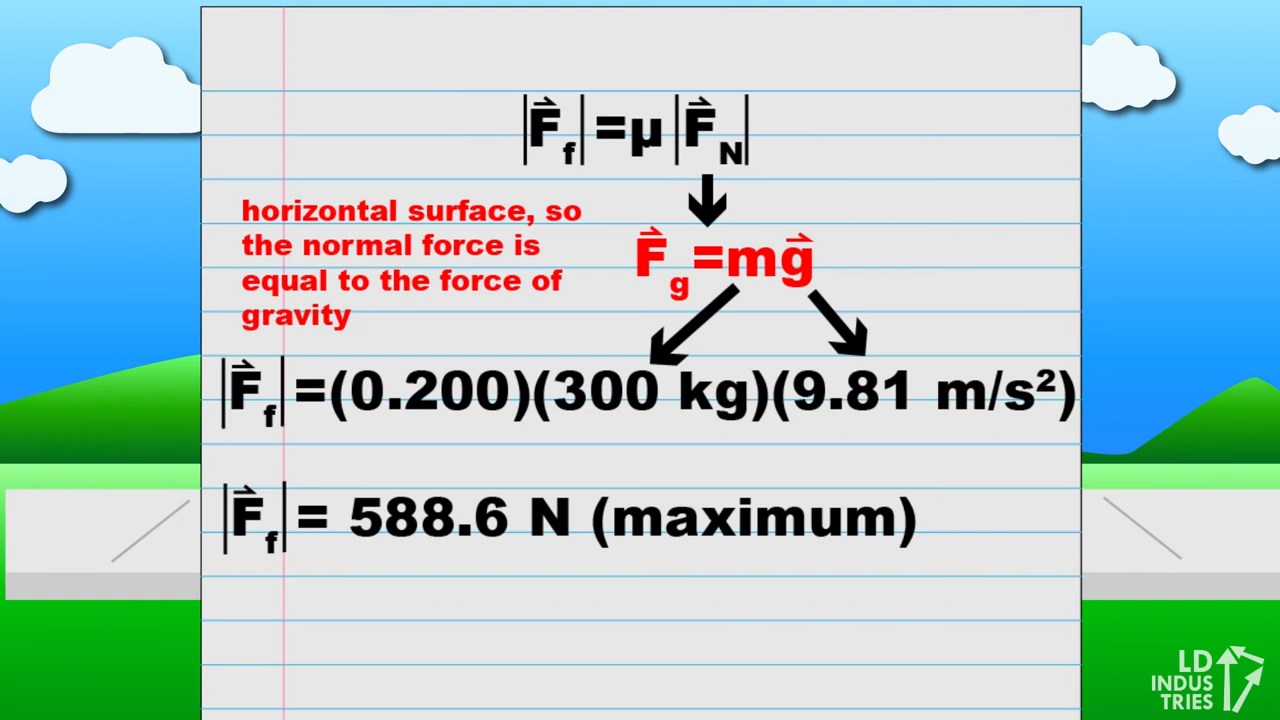 |F⃗f| =μ |F⃗N|
horizontal surface, so
the normal force is
equal to the force of
gravity
F⃗g=mg⃗
|F⃗f| =(0.200)(300 kg)(9.81 m/s²)
|F⃗f| = 588.6 N (maximum)
LD
INDUS
TRIES